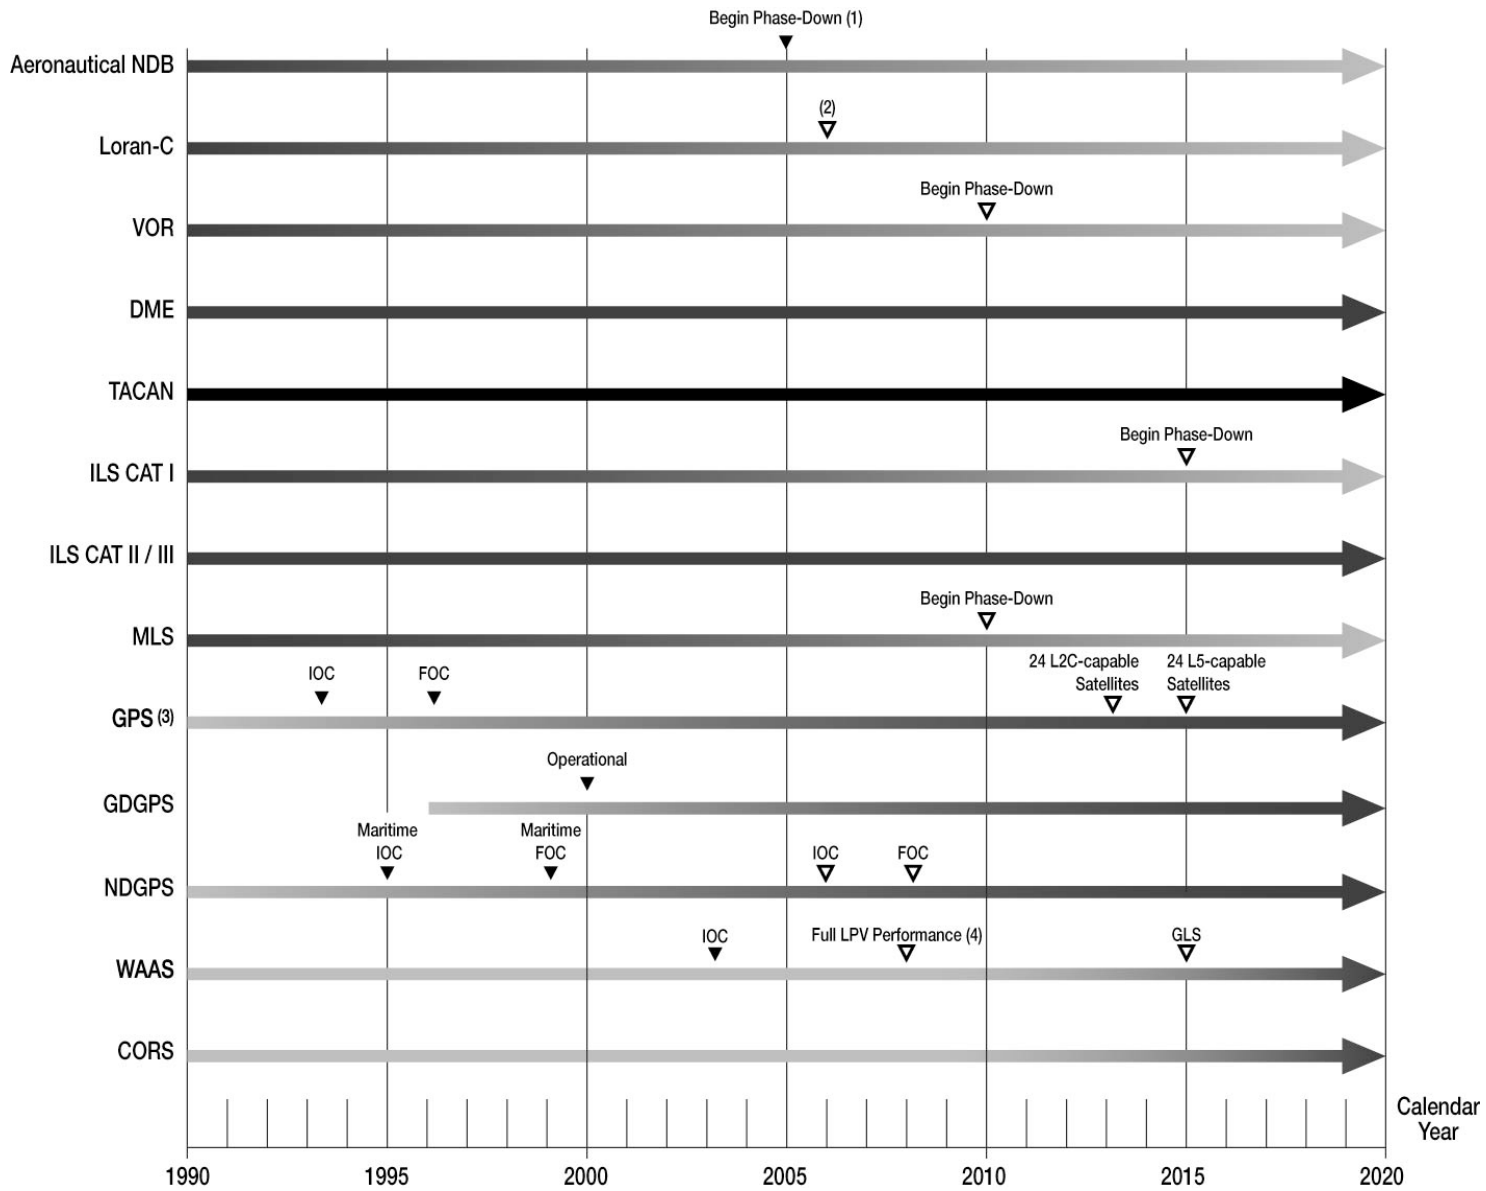 Begin Phase-Down (1)
Aeronautical NDB
(2)
Loran-C
Begin Phase-Down
VOR
DME
TACAN
Begin Phase-Down
ILS CAT I
ILS CAT II / III
Begin Phase-Down
MLS
IOC
FOC
24 L2C-capable
Satellites
24 L5-capable
Satellites
GPS (3)
Operational
GDGPS
Maritime
IOC
Maritime
FOC
IOC
FOC
NDGPS
IOC
Full LPV Performance (4)
GLS
WAAS
CORS
Calendar
Year
1990 1995 2000 2005 2010 2015 2020